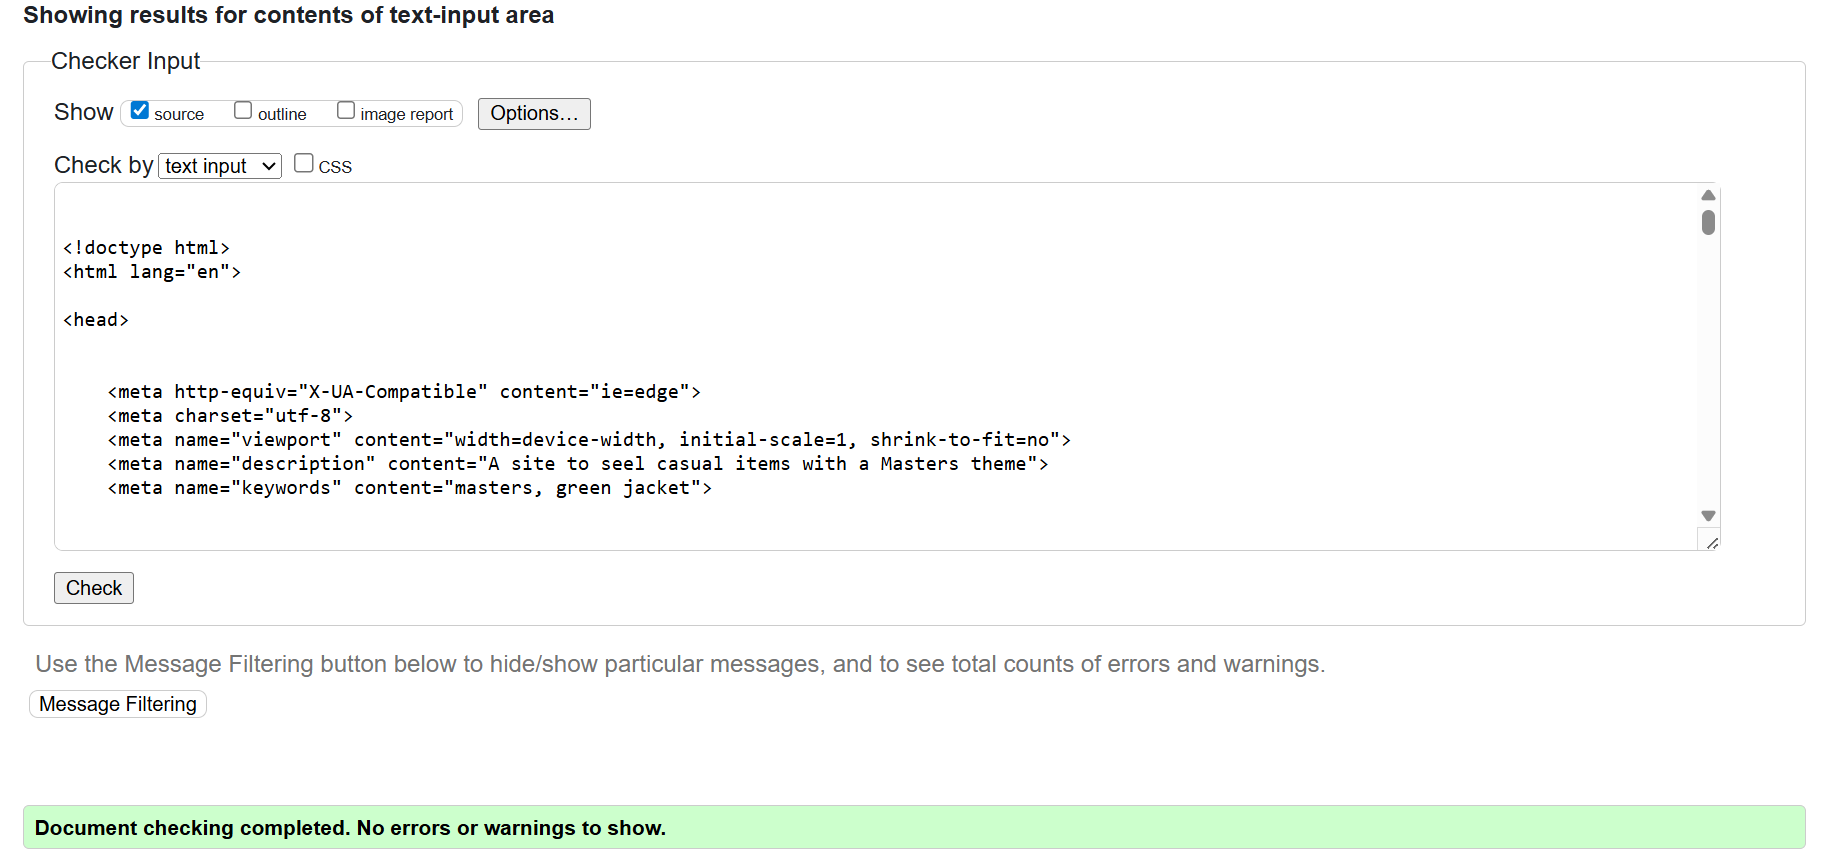 Showing results for contents of text-input area
Checker Input
Show source outline image report Options...
Check by text input CSS
<!doctype html>
<html lang="en">
<head>
<meta http-equiv="X-UA-Compatible" content="ie=edge">
<meta charset="utf-8">
<meta name="viewport" content="width=device-width, initial-scale=1, shrink-to-fit=no">
<meta name="description" content="A site to seel casual items with a Masters theme">
<meta name="keywords" content="masters, green jacket">
Check
Use the Message Filtering button below to hide/show particular messages, and to see total counts of errors and warnings.
Message Filtering
Document checking completed. No errors or warnings to show.